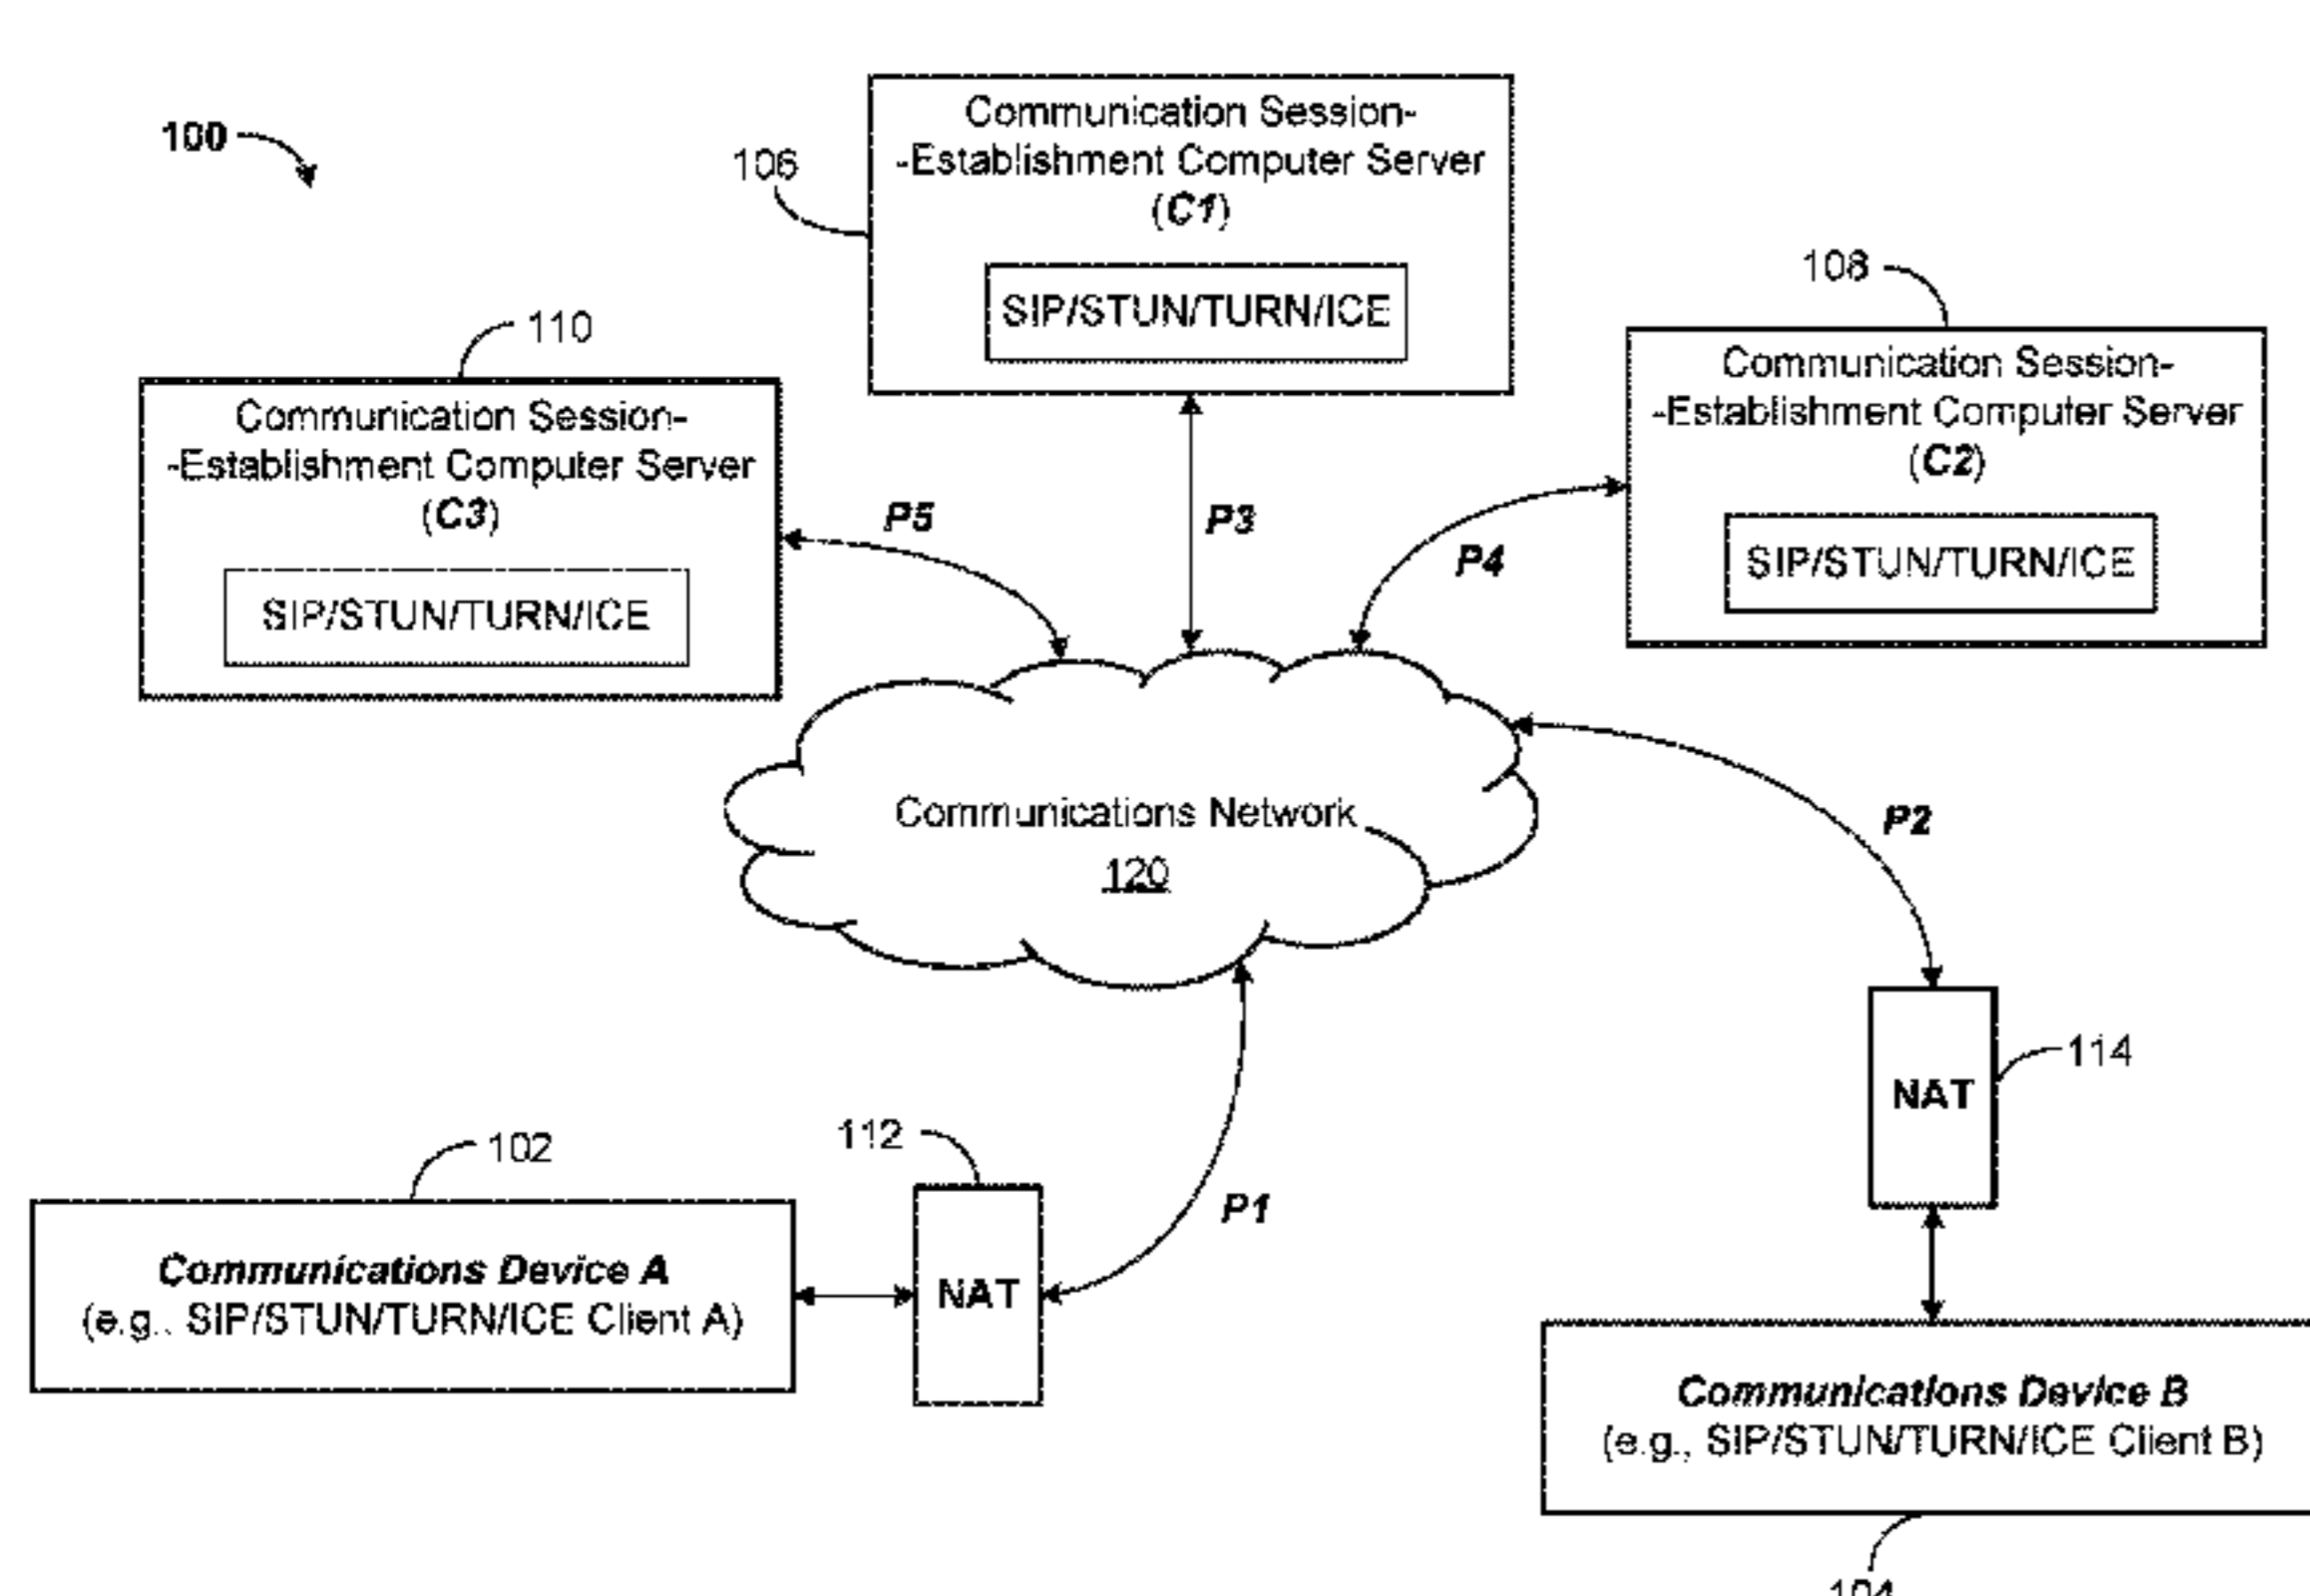 100
106
Communication Session-
-Establishment Computer Server
(C1)
SIP/STUN/TURN/ICE
108
Communication Session-
-Establishment Computer Server
(C2)
SIP/STUN/TURN/ICE
110
Communication Session-
-Establishment Computer Server
(C3)
SIP/STUN/TURN/ICE
P5
P3
P4
Communications Network
120
P2
114
NAT
102
112
NAT
P1
Communications Device A
(e.g., SIP/STUN/TURN/ICE Client A)
Communications Device B
(e.g., SIP/STUN/TURN/ICE Client B)
104